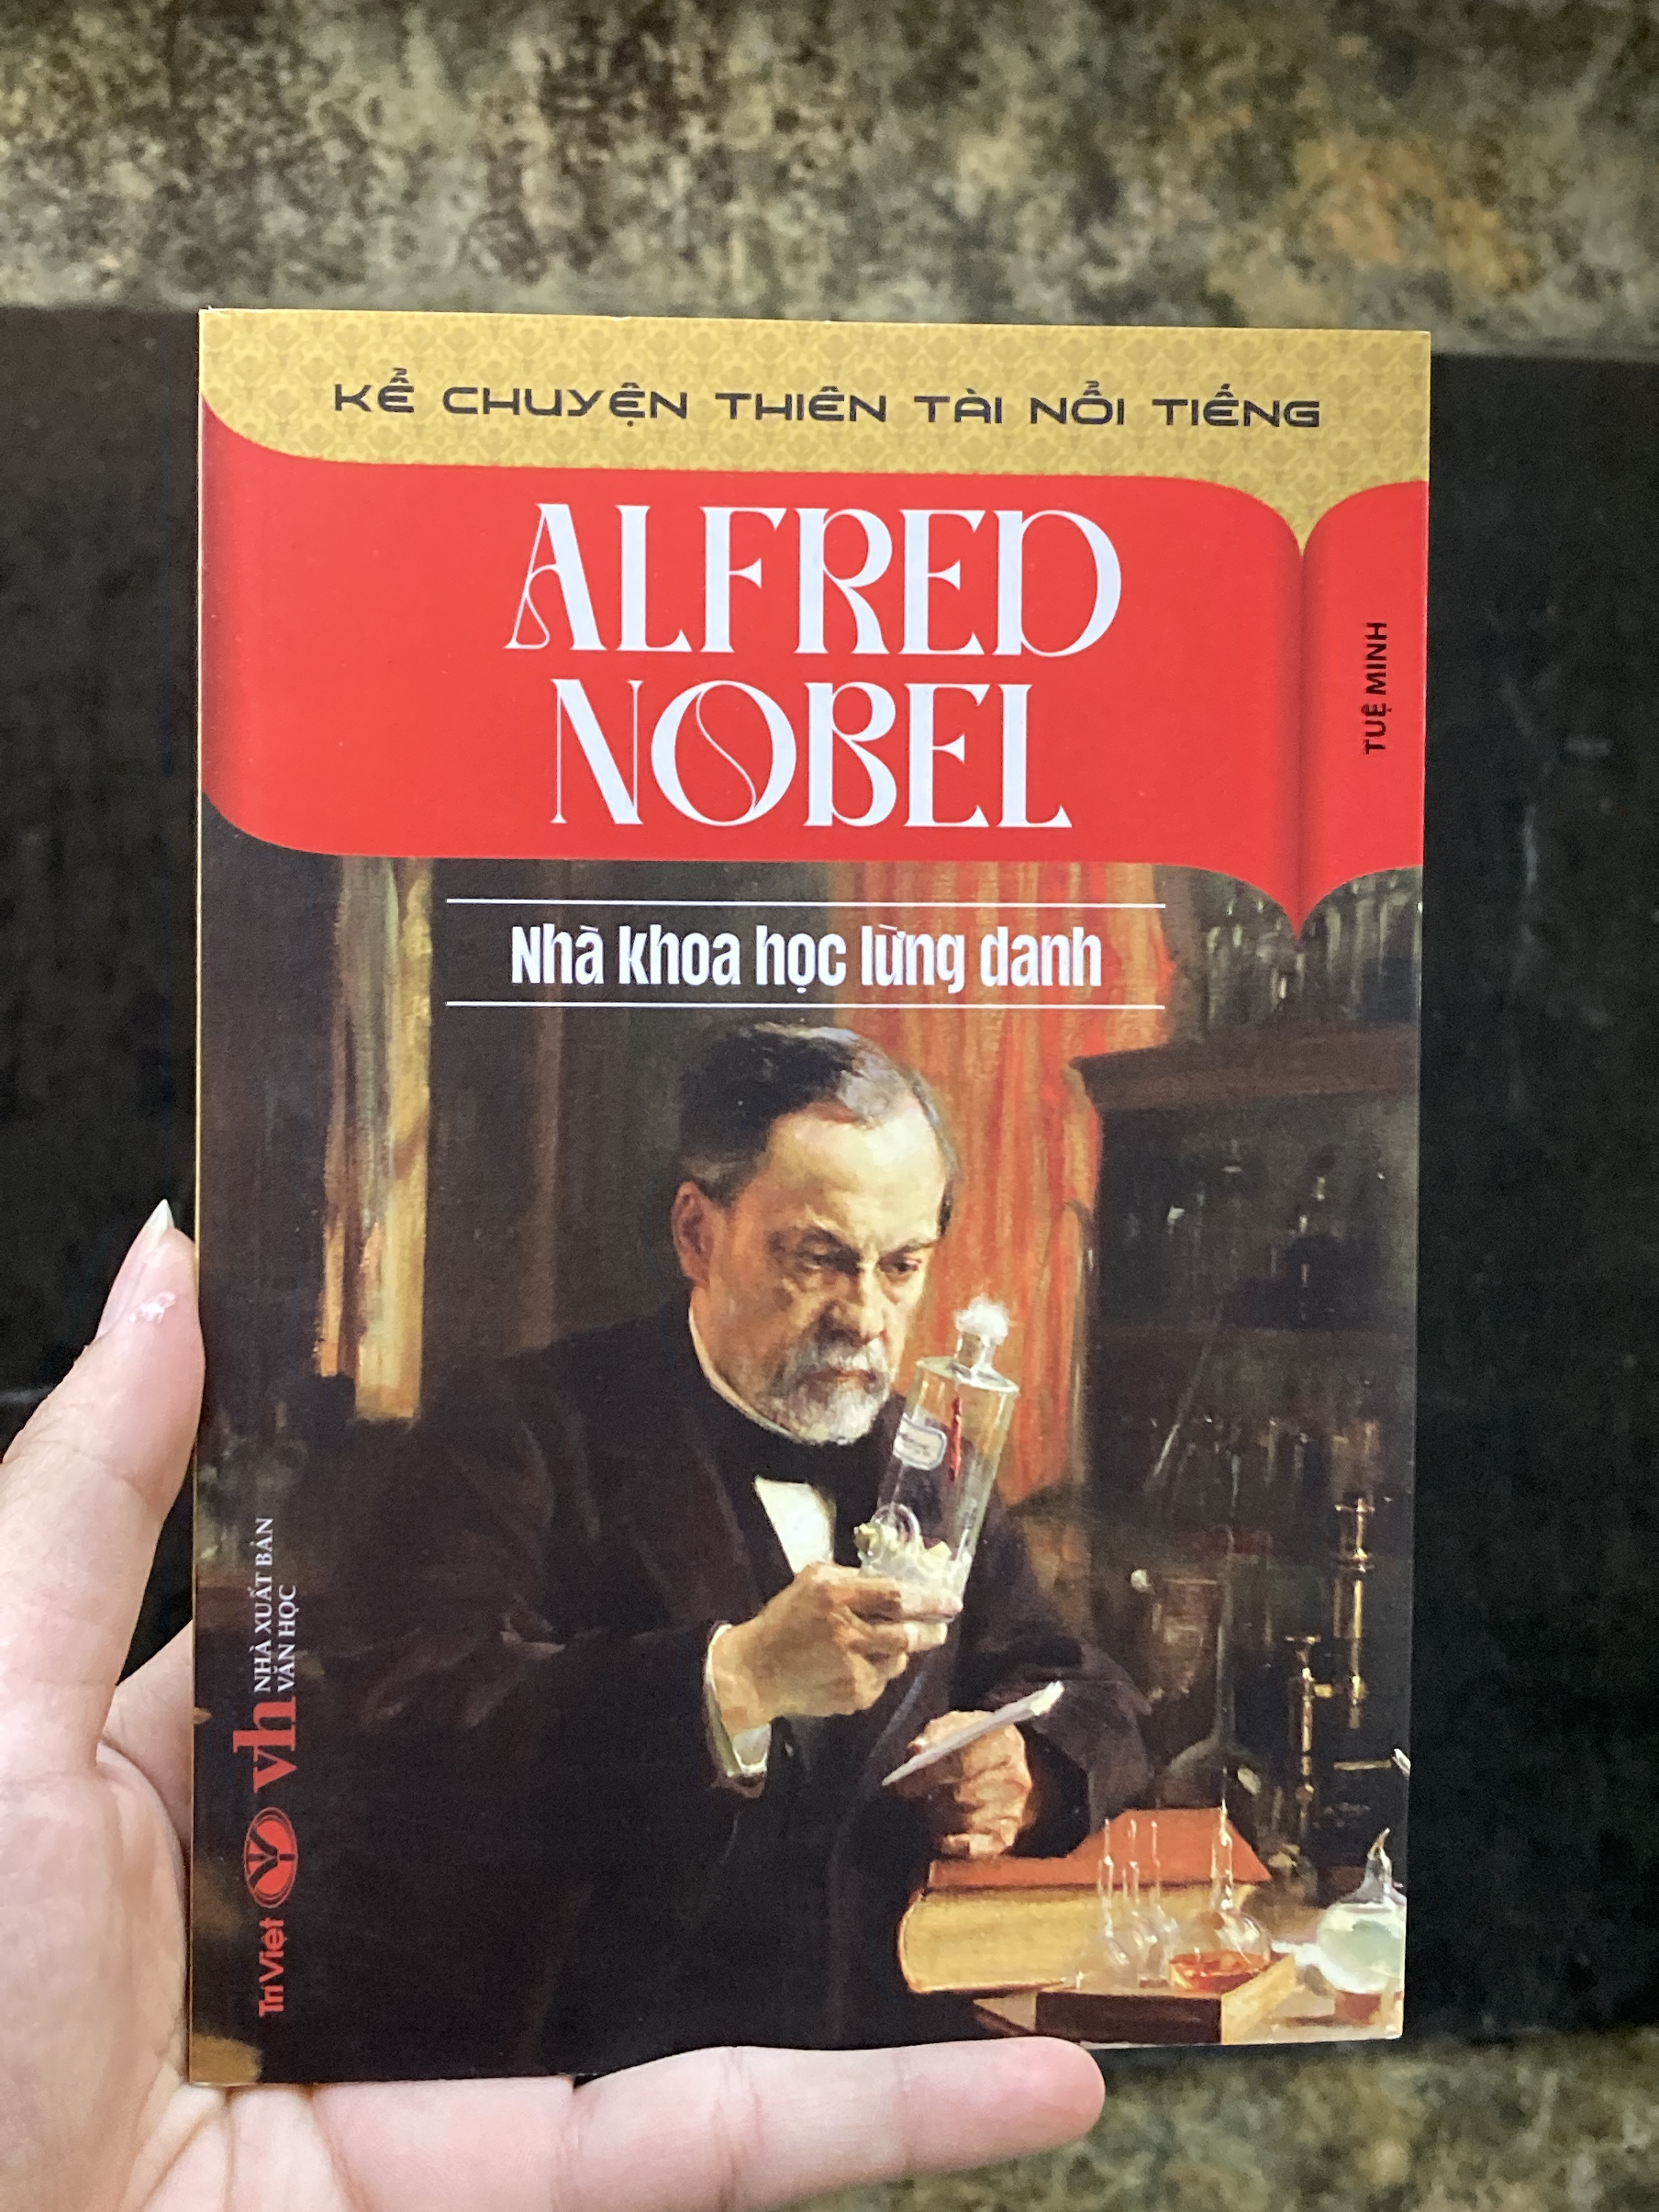 KỂ CHUYỆN THIÊN TÀI NỔI TIẾNG
ALFRED
NOBEL
TUỆ MINH
Nhà khoa học lừng danh
NHÀ XUẤT BẢN
VĂN HỌC
vh
Trí Việt